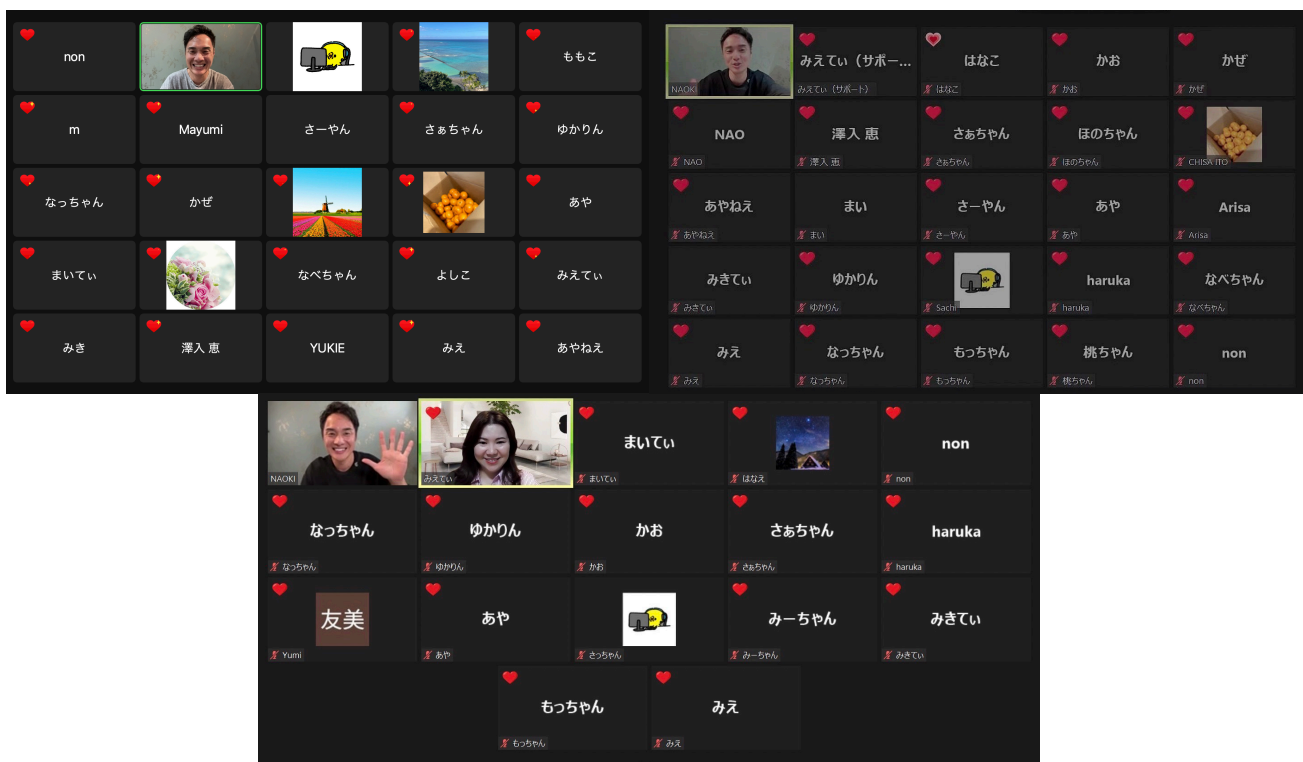 non
ももこ
m
Mayumi
さーやん
さぁちゃん
ゆかりん
なっちゃん
かぜ
あや
まいてぃ
なべちゃん
よしこ
みえてぃ
みき
澤入 恵
YUKIE
みえ
あやねえ
NAOKI
みえてぃ（サポー...
みえてぃ（サポート）
はなこ
はなこ
かお
かお
かぜ
かぜ
NAO
NAO
澤入 恵
澤入 恵
さぁちゃん
さぁちゃん
ほのちゃん
ほのちゃん
CHISA ITO
あやねえ
あやねえ
まい
まい
さーやん
さーやん
あや
あや
Arisa
Arisa
みきてぃ
みきてぃ
ゆかりん
ゆかりん
Sachi
haruka
haruka
なべちゃん
なべちゃん
みえ
みえ
なっちゃん
なっちゃん
もっちゃん
もっちゃん
桃ちゃん
桃ちゃん
non
non
NAOKI
みえてぃ
まいてぃ
まいてぃ
はなえ
non
non
なっちゃん
なっちゃん
ゆかりん
ゆかりん
かお
かお
さぁちゃん
さぁちゃん
haruka
haruka
友美
Yumi
あや
あや
さっちゃん
みーちゃん
みーちゃん
みきてぃ
みきてぃ
もっちゃん
もっちゃん
みえ
みえ